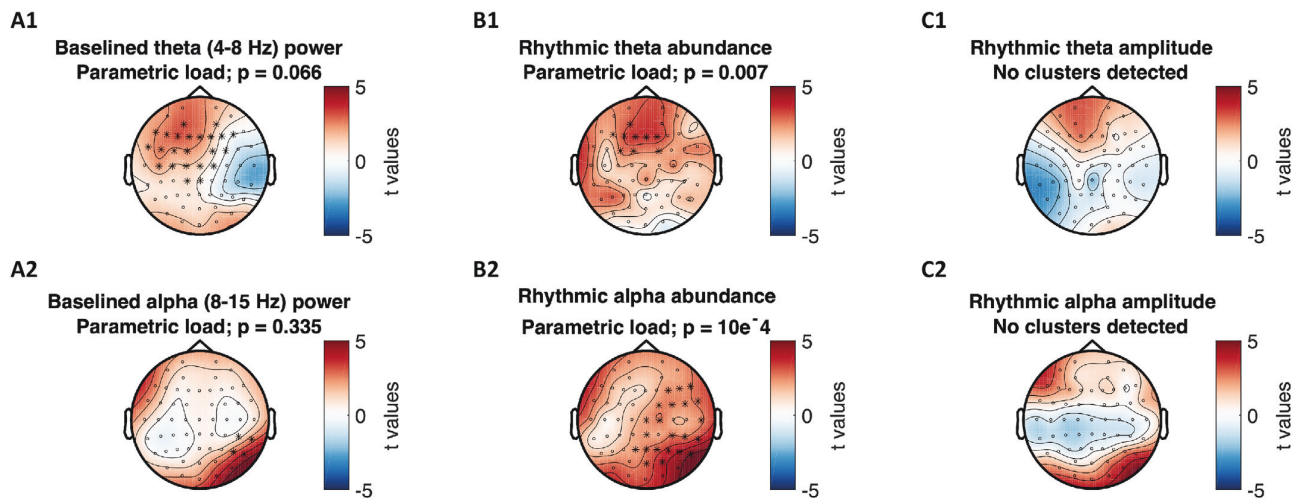 A1
Baselined theta (4-8 Hz) power
Parametric load; p = 0.066
5
0
-5
t values
B1
Rhythmic theta abundance
Parametric load; p = 0.007
5
0
-5
t values
C1
Rhythmic theta amplitude
No clusters detected
5
0
-5
t values
A2
Baselined alpha (8-15 Hz) power
Parametric load; p = 0.335
5
0
-5
t values
B2
Rhythmic alpha abundance
Parametric load; p = 10e-4
5
0
-5
t values
C2
Rhythmic alpha amplitude
No clusters detected
5
0
-5
t values